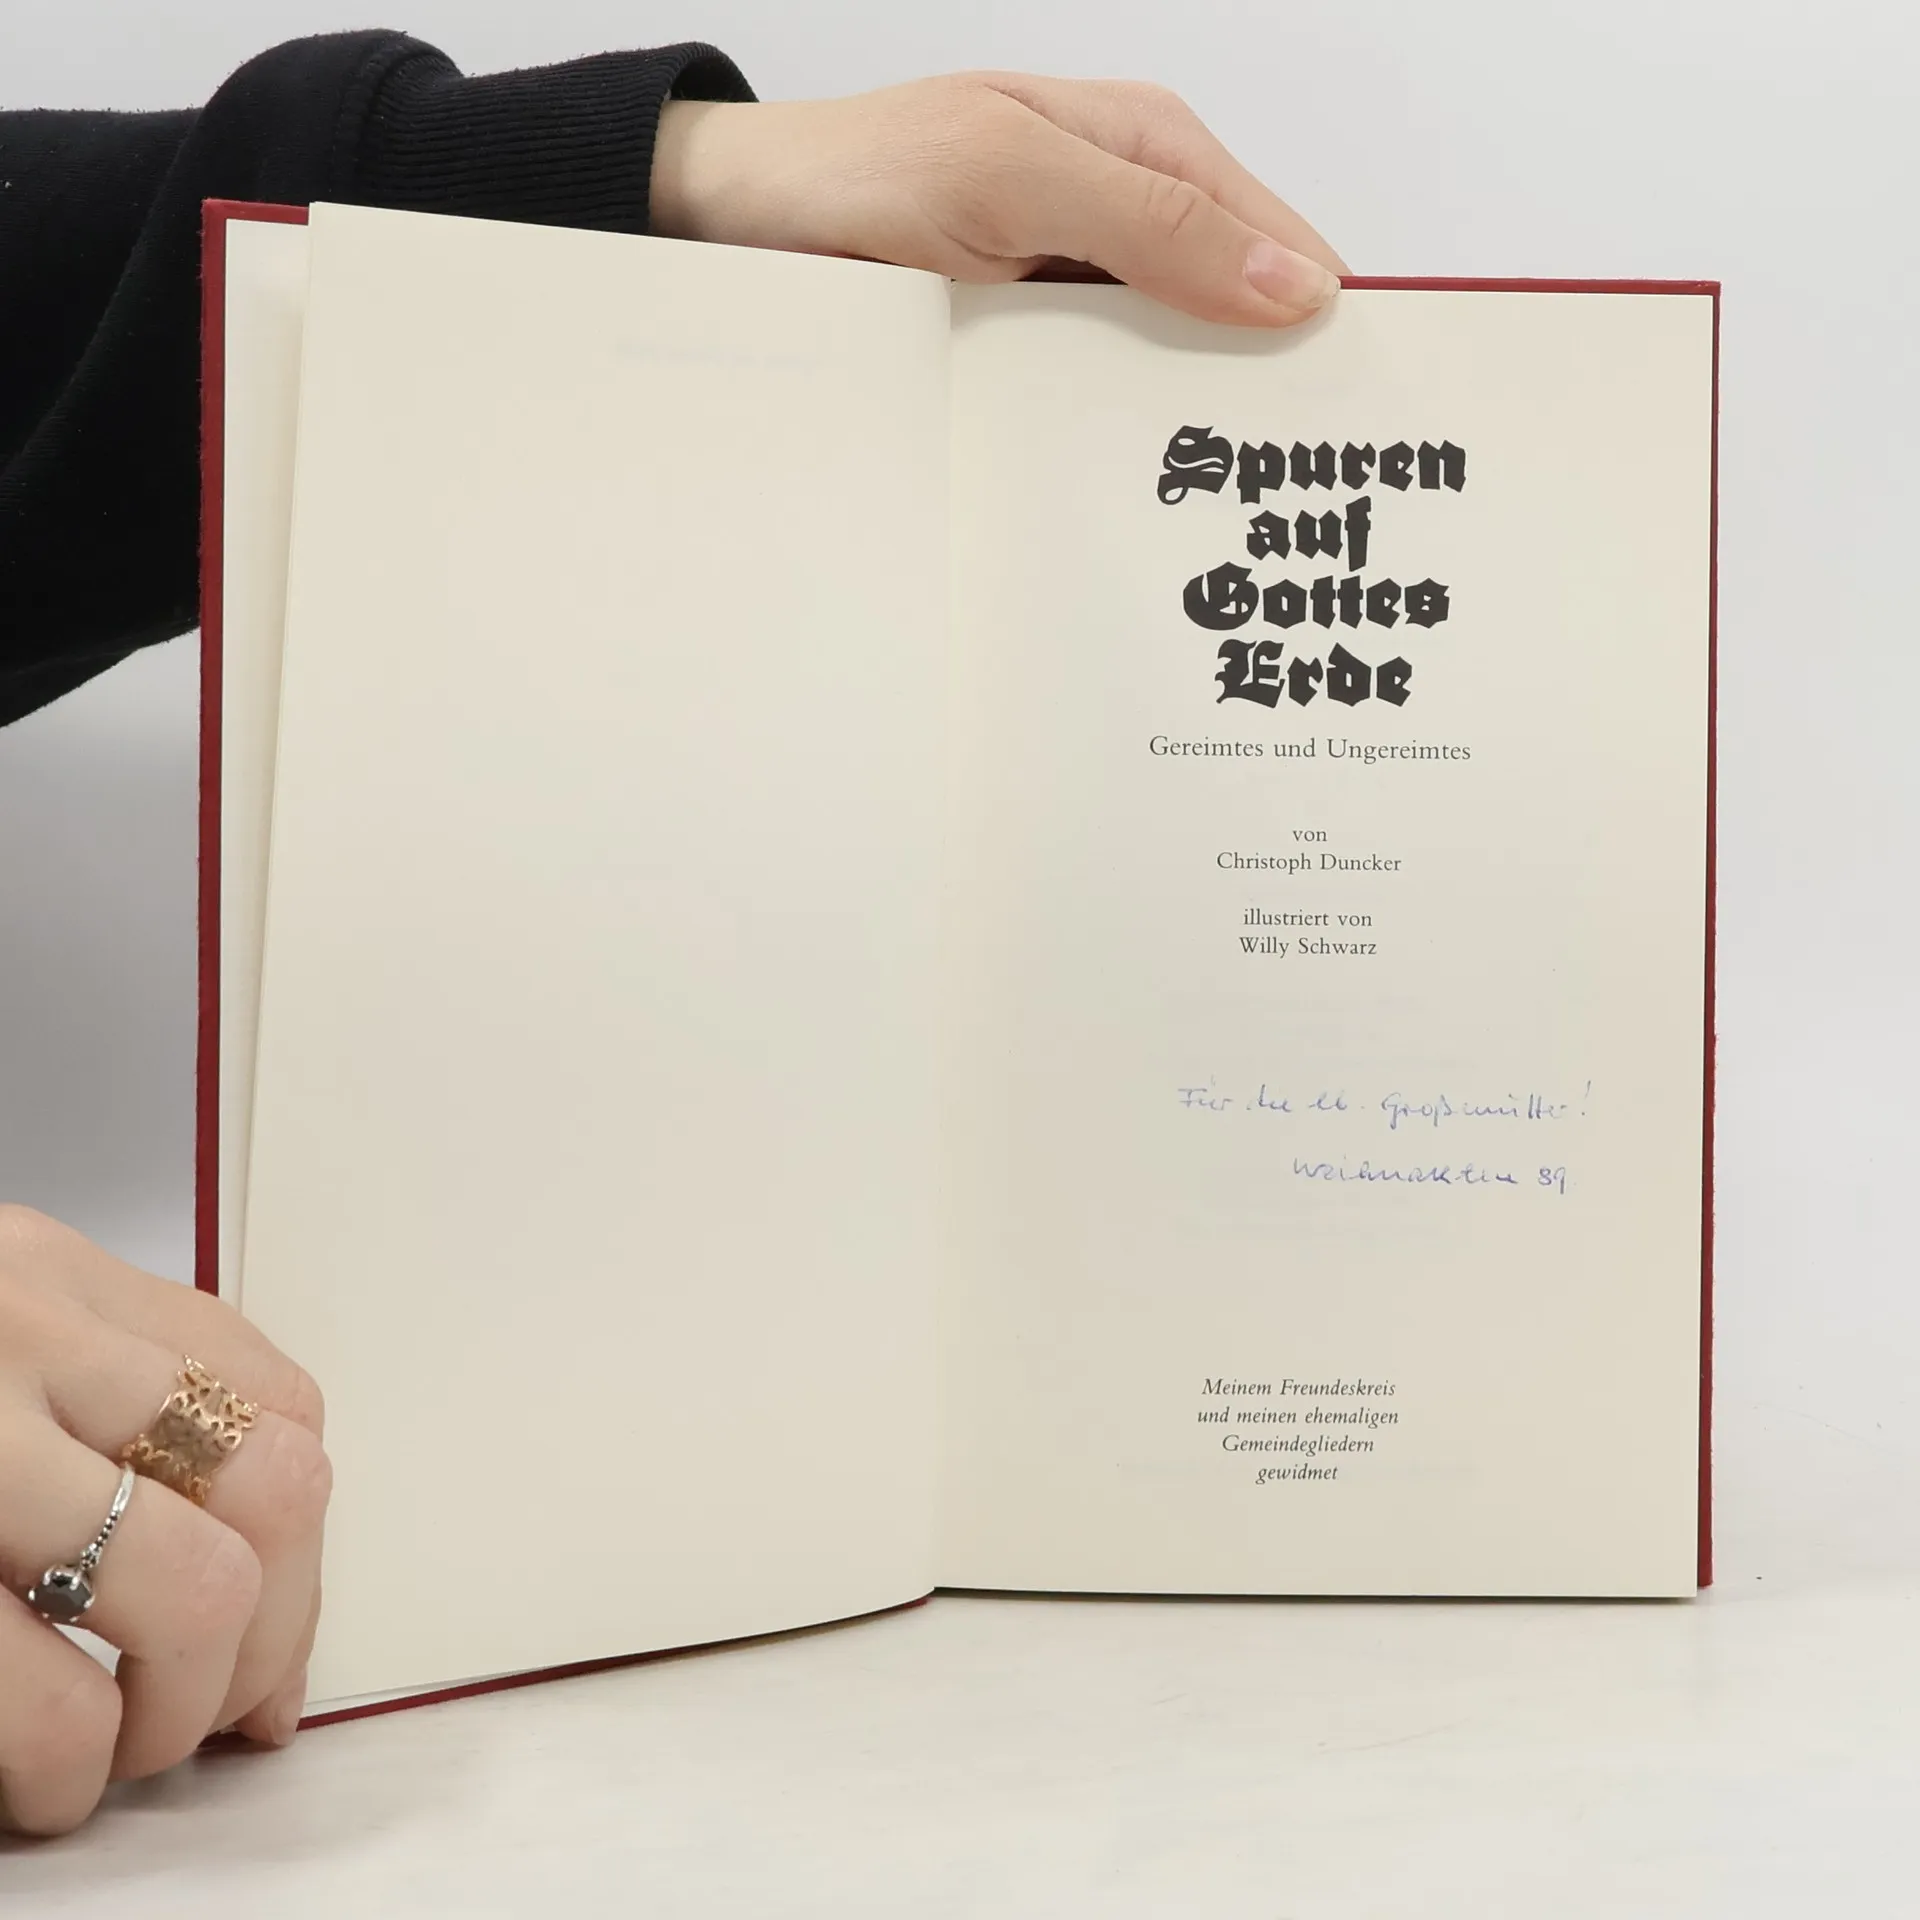 Spuren
auf
Gottes
Erde
Gereimtes und Ungereimtes
von
Christoph Duncker
illustriert von
Willy Schwarz
Für die lb. Großmutter!
Weihnachten 89
Meinem Freundeskreis
und meinen ehemaligen
Gemeindegliedern
gewidmet